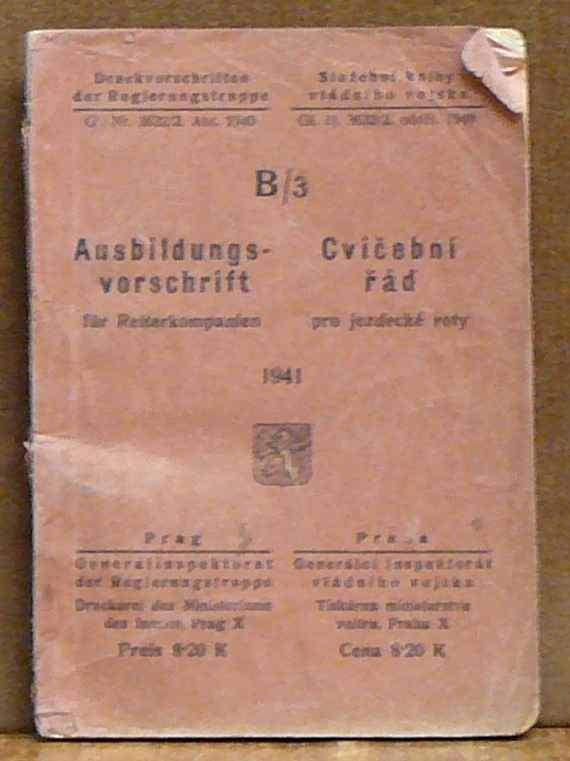 Druckvorschriften
der Regierungstruppe
Služební knihy
vládního vojska
B/3
Ausbildungs-
vorschrift
für Reiterkompanien
Cvičební
řád
pro jezdecké roty
1941
Prag
Generalinspektorat
der Regierungstruppe
Druckerei des Ministeriums
des Innern, Prag X
Preis 8·20 K
Praha
Generální inspektorát
vládního vojska
Tiskárna ministerstva
vnitra, Praha X
Cena 8·20 K